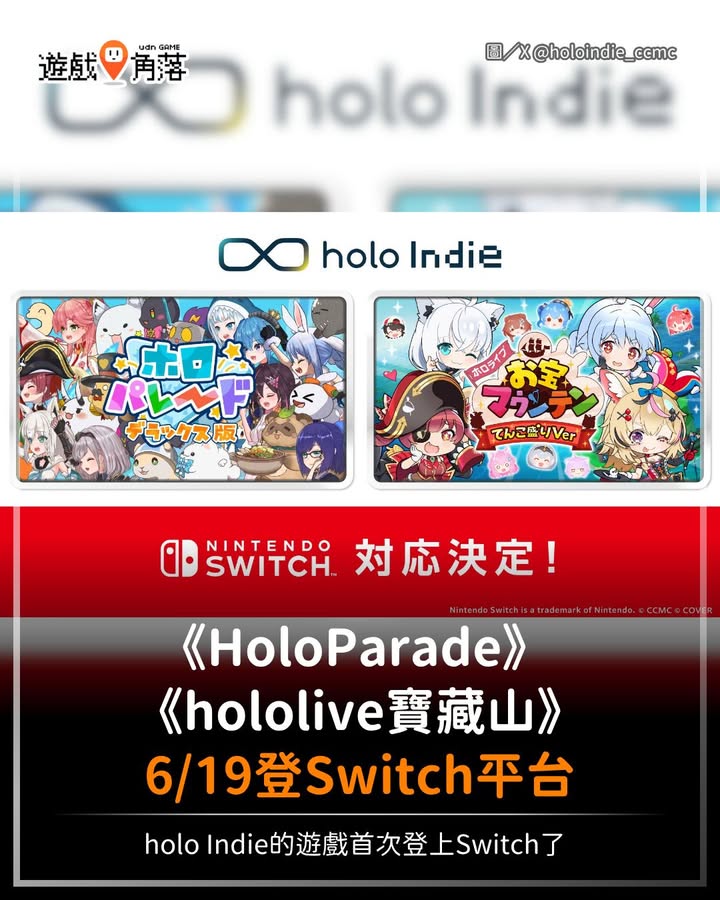 udn GAME
遊戲角落
圖/X@holoindie_ccmc
holo Indie
holo Indie
ホロ
パレード
デラックス版
ホロライブ
お宝
マウンテン
てんこ盛りVer
NINTENDO
SWITCH™ 対応決定!
Nintendo Switch is a trademark of Nintendo. © CCMC © COVER
《HoloParade》
《hololive寶藏山》
6/19登Switch平台
holo Indie的遊戲首次登上Switch了